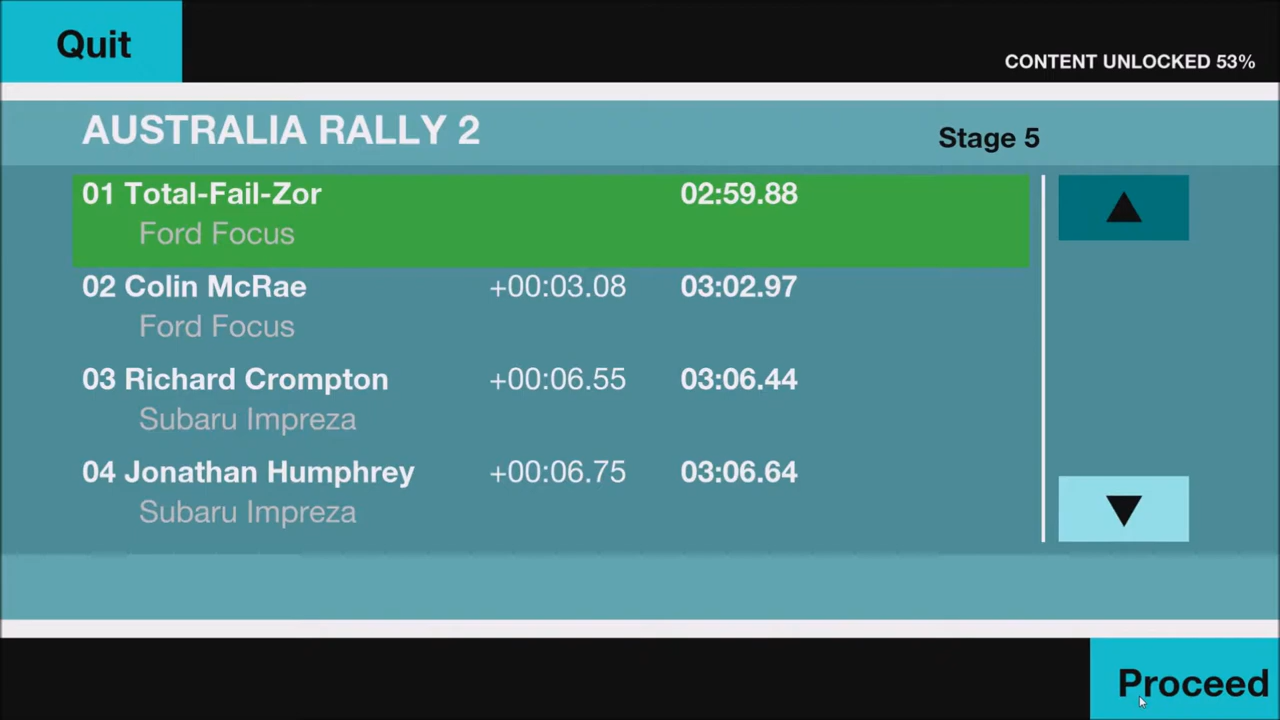 Quit
CONTENT UNLOCKED 53%
AUSTRALIA RALLY 2
Stage 5
01 Total-Fail-Zor 02:59.88
Ford Focus
02 Colin McRae +00:03.08 03:02.97
Ford Focus
03 Richard Crompton +00:06.55 03:06.44
Subaru Impreza
04 Jonathan Humphrey +00:06.75 03:06.64
Subaru Impreza
Proceed